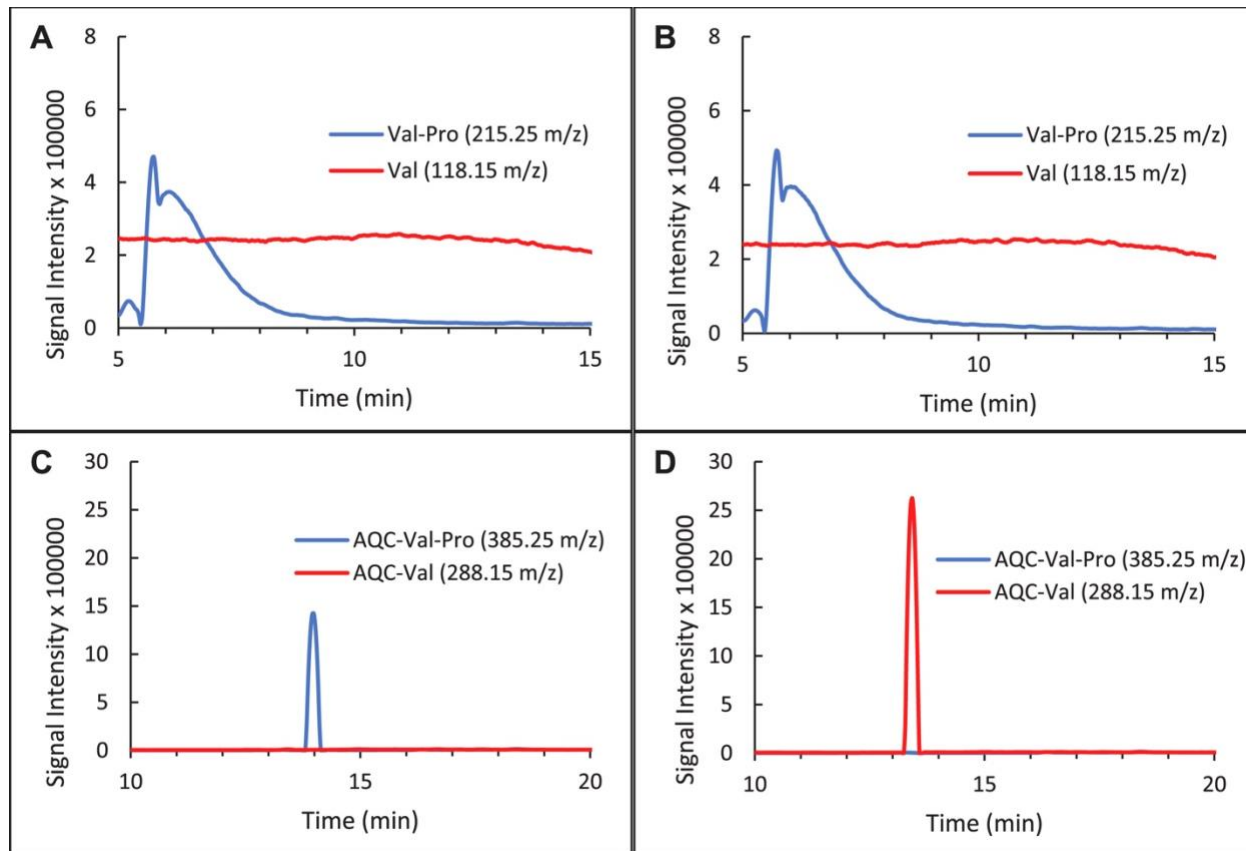 A
8
6
4
2
0
Signal Intensity x 100000
Val-Pro (215.25 m/z)
Val (118.15 m/z)
5
10
15
Time (min)
B
8
6
4
2
0
Signal Intensity x 100000
Val-Pro (215.25 m/z)
Val (118.15 m/z)
5
10
15
Time (min)
C
30
25
20
15
10
5
0
Signal Intensity x 100000
AQC-Val-Pro (385.25 m/z)
AQC-Val (288.15 m/z)
10
15
20
Time (min)
D
30
25
20
15
10
5
0
Signal Intensity x 100000
AQC-Val-Pro (385.25 m/z)
AQC-Val (288.15 m/z)
10
15
20
Time (min)